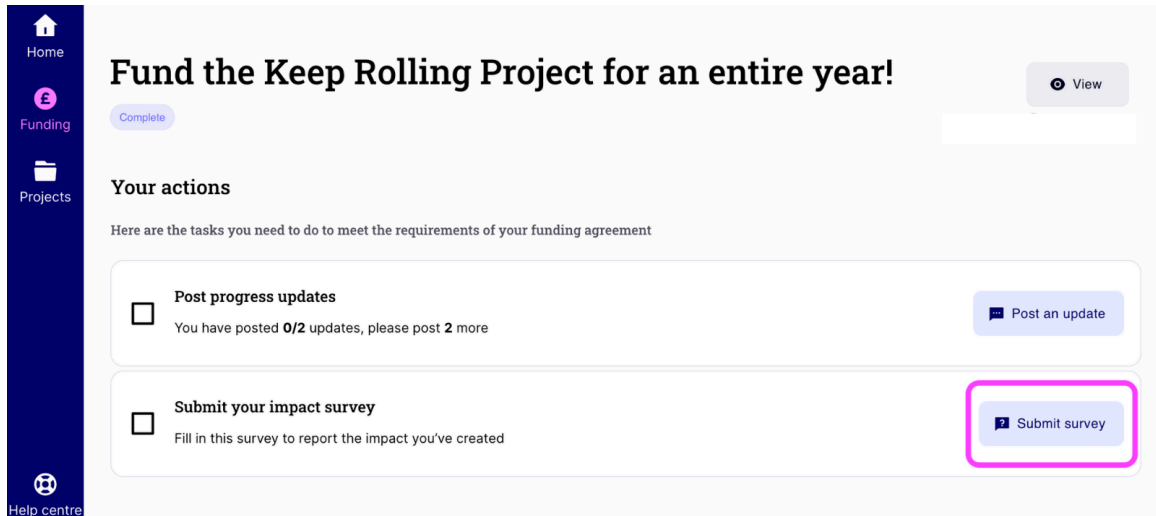 Home
Fund the Keep Rolling Project for an entire year!
View
£
Funding
Complete
Projects
Your actions
Here are the tasks you need to do to meet the requirements of your funding agreement
Post progress updates
You have posted 0/2 updates, please post 2 more
Post an update
Submit your impact survey
Fill in this survey to report the impact you've created
? Submit survey
Help centre